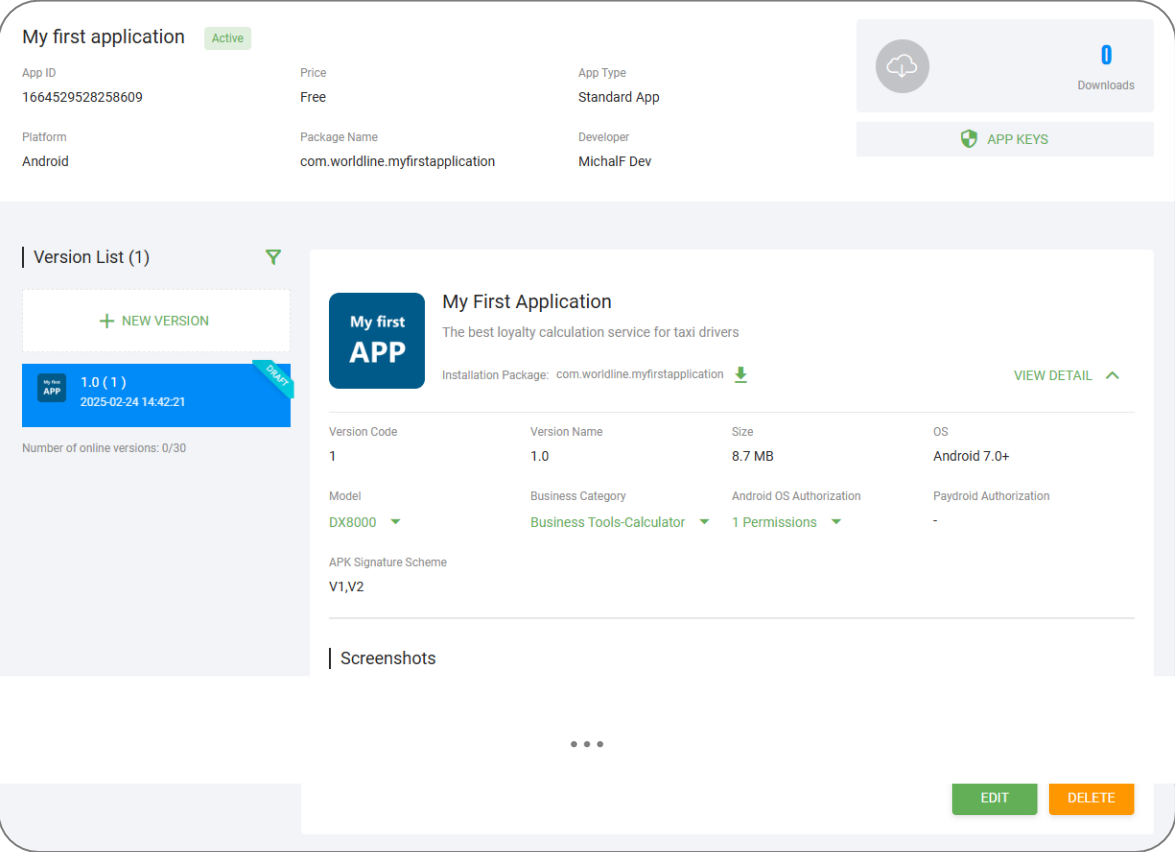 My first application Active
App ID Price App Type
1664529528258609 Free Standard App
Platform Package Name Developer
Android com.worldline.myfirstapplication MichalF Dev
0
Downloads
APP KEYS
Version List (1)
+ NEW VERSION
My first
APP
1.0 ( 1 )
2025-02-24 14:42:21
DRAFT
Number of online versions: 0/30
My first
APP
My First Application
The best loyalty calculation service for taxi drivers
Installation Package: com.worldline.myfirstapplication
VIEW DETAIL
Version Code Version Name Size OS
1 1.0 8.7 MB Android 7.0+
Model Business Category Android OS Authorization Paydroid Authorization
DX8000 Business Tools-Calculator 1 Permissions -
APK Signature Scheme
V1,V2
Screenshots
•••
EDIT DELETE